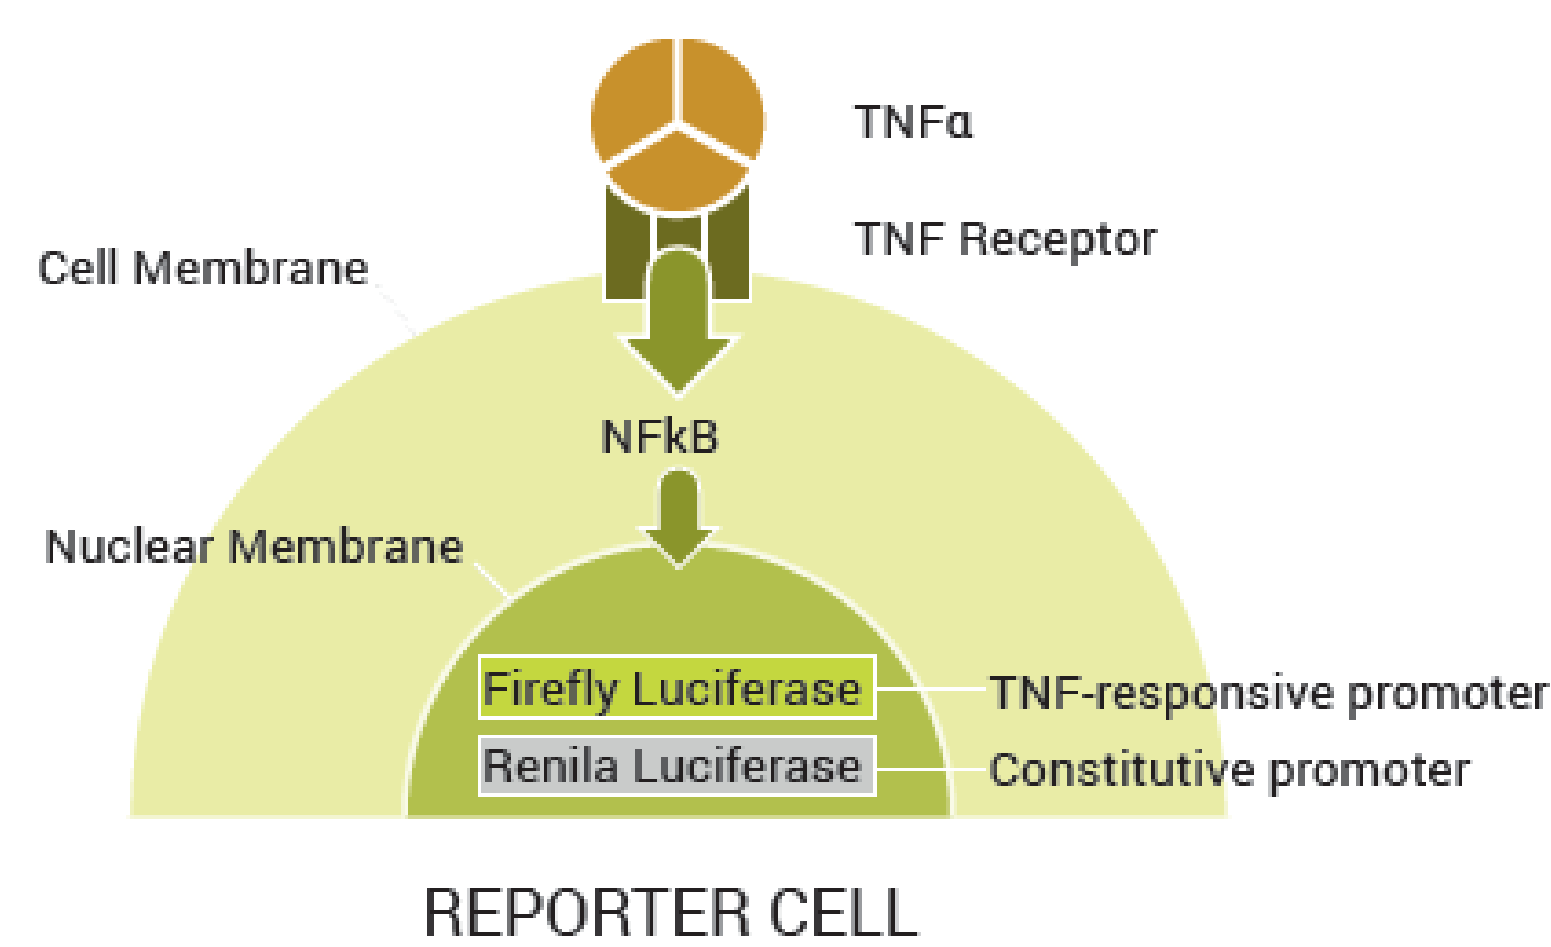 TNFα
TNF Receptor
Cell Membrane
NFkB
Nuclear Membrane
Firefly Luciferase
TNF-responsive promoter
Renila Luciferase
Constitutive promoter
REPORTER CELL